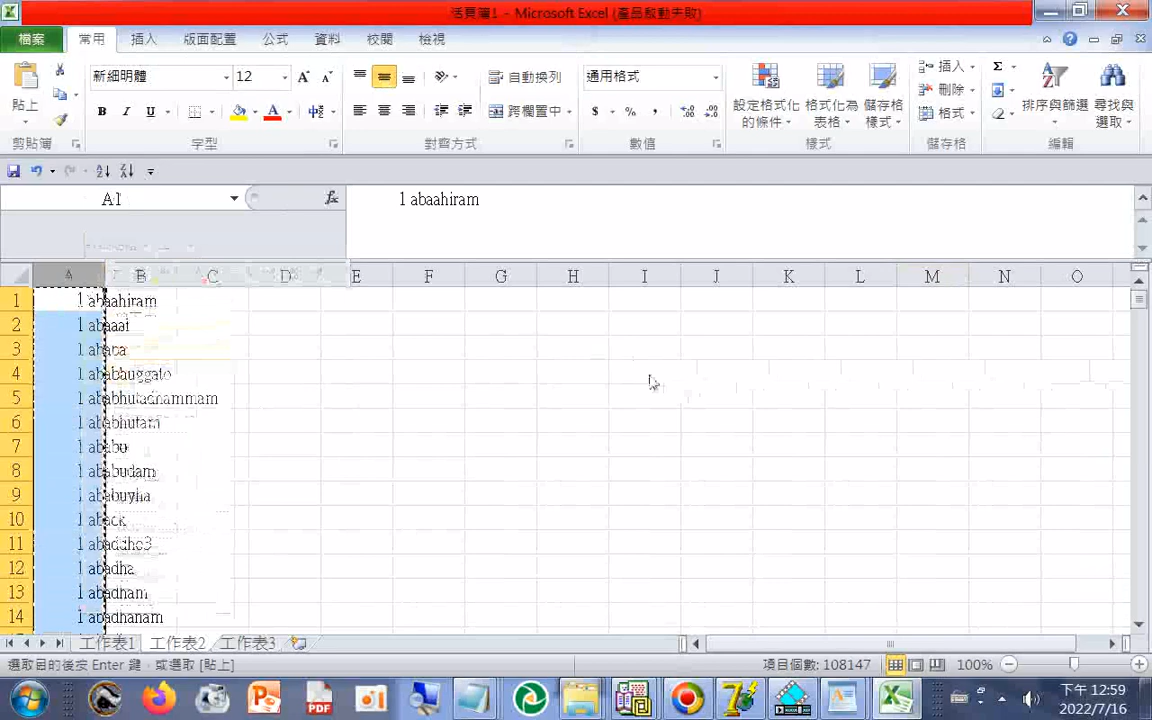 活頁簿1 - Microsoft Excel (產品啟動失敗)
檔案 常用 插入 版面配置 公式 資料 校閱 檢視
新細明體 12 自動換列 通用格式 插入
貼上 刪除
B I U 跨欄置中 $ % , 設定格式化的條件 格式化為表格 儲存格樣式 格式 排序與篩選 尋找與選取
剪貼簿 字型 對齊方式 數值 樣式 儲存格 編輯
A1 fx 1 abaahiram
A B C D E F G H I J K L M N O
1 1 abaahiram
2 1 abaaai
3 1 ababa
4 1 ababauggato
5 1 ababhutadhammam
6 1 ababhutam
7 1 ababo
8 1 ababudam
9 1 ababuyha
10 1 aback
11 1 abaddho3
12 1 abadha
13 1 abadham
14 1 abadhanam
工作表1 工作表2 工作表3
選取目的後按 Enter 鍵，或選取 [貼上] 項目個數: 108147 100%
下午 12:59
2022/7/16